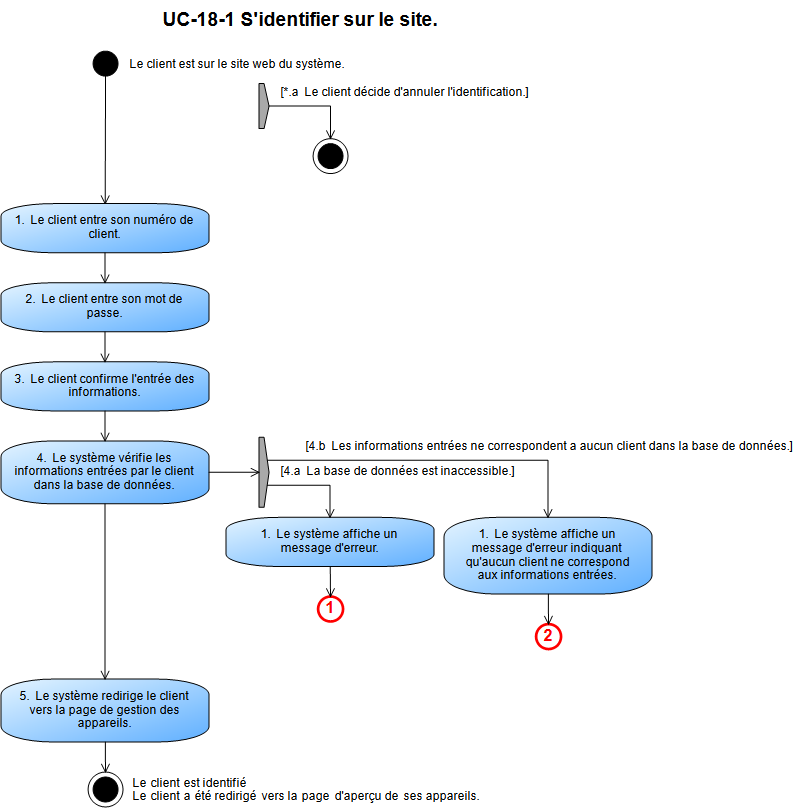 UC-18-1 S'identifier sur le site.
Le client est sur le site web du système.
[*.a Le client décide d'annuler l'identification.]
1. Le client entre son numéro de
client.
2. Le client entre son mot de
passe.
3. Le client confirme l'entrée des
informations.
4. Le système vérifie les
informations entrées par le client
dans la base de données.
[4.b Les informations entrées ne correspondent a aucun client dans la base de données.]
[4.a La base de données est inaccessible.]
1. Le système affiche un
message d'erreur.
1. Le système affiche un
message d'erreur indiquant
qu'aucun client ne correspond
aux informations entrées.
1
2
5. Le système redirige le client
vers la page de gestion des
appareils.
Le client est identifié
Le client a été redirigé vers la page d'aperçu de ses appareils.